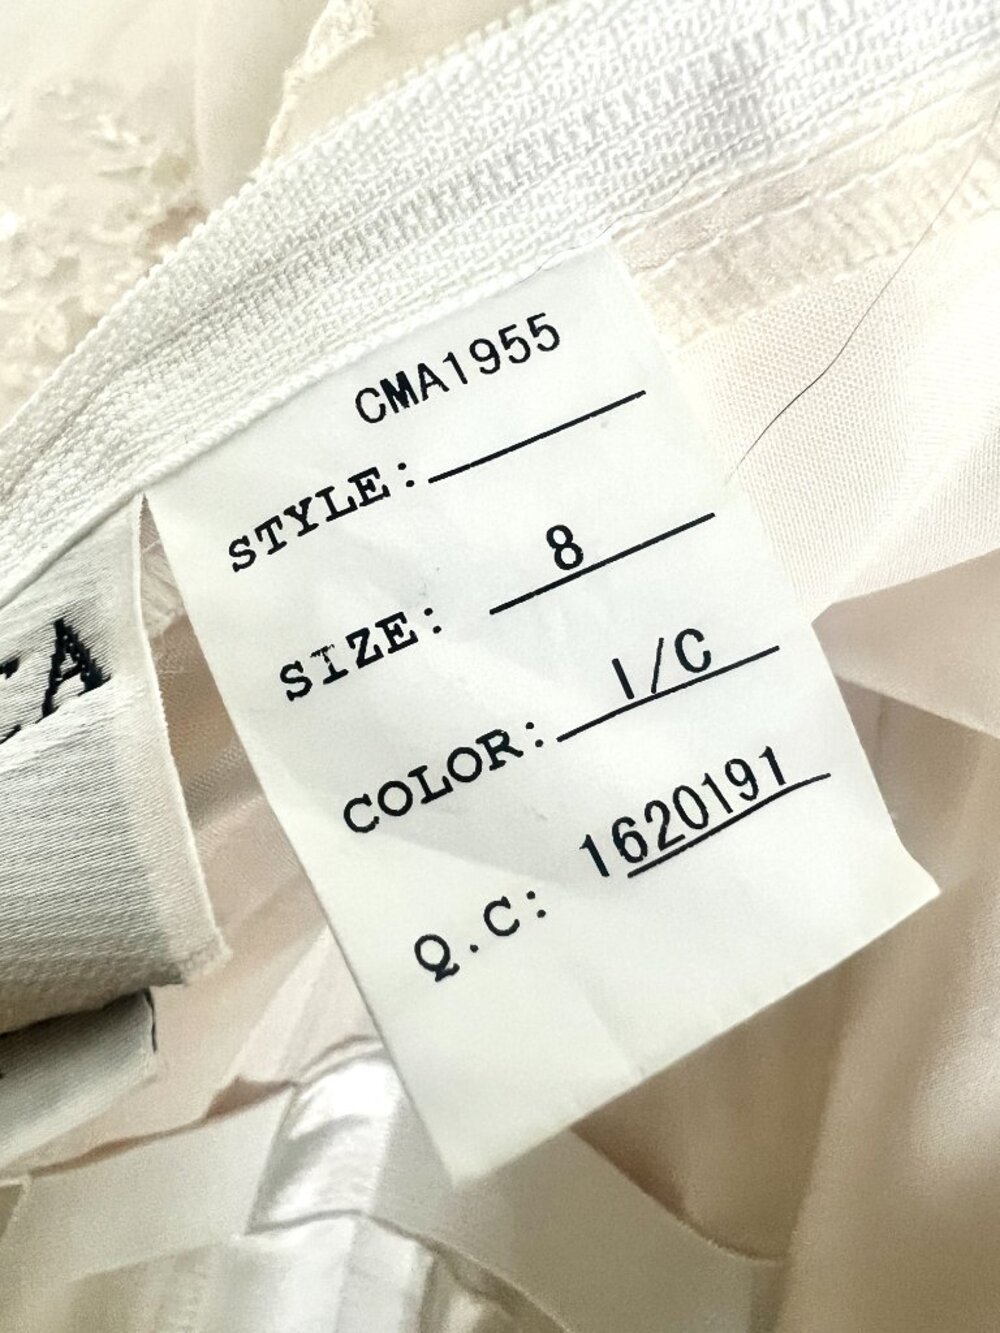 CMA1955
STYLE:
SIZE: 8
COLOR: I/C
Q.C: 1620191